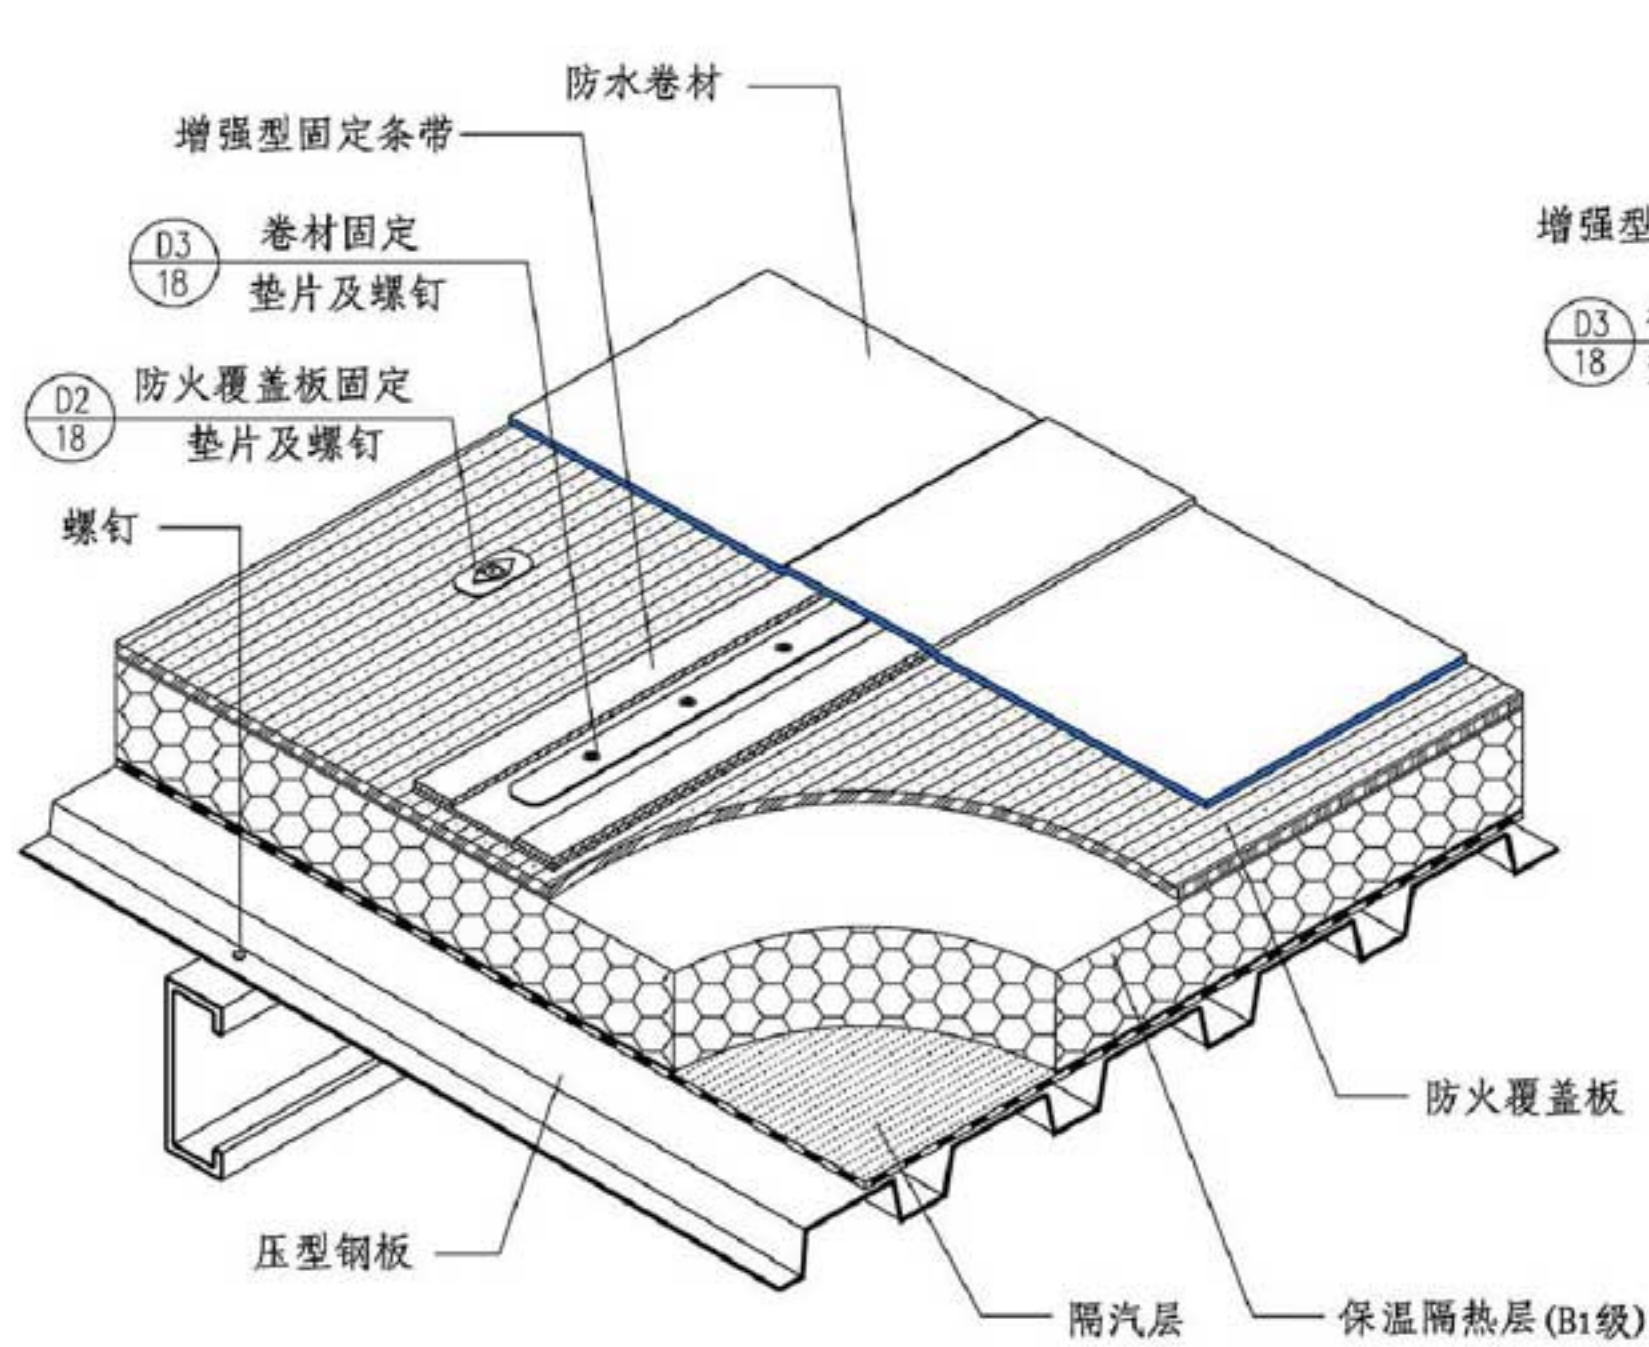 防水卷材
增强型固定条带
D3
18
卷材固定
垫片及螺钉
D2
18
防火覆盖板固定
垫片及螺钉
螺钉
增强型
D3
18
防火覆盖板
压型钢板
隔汽层
保温隔热层(B1级)